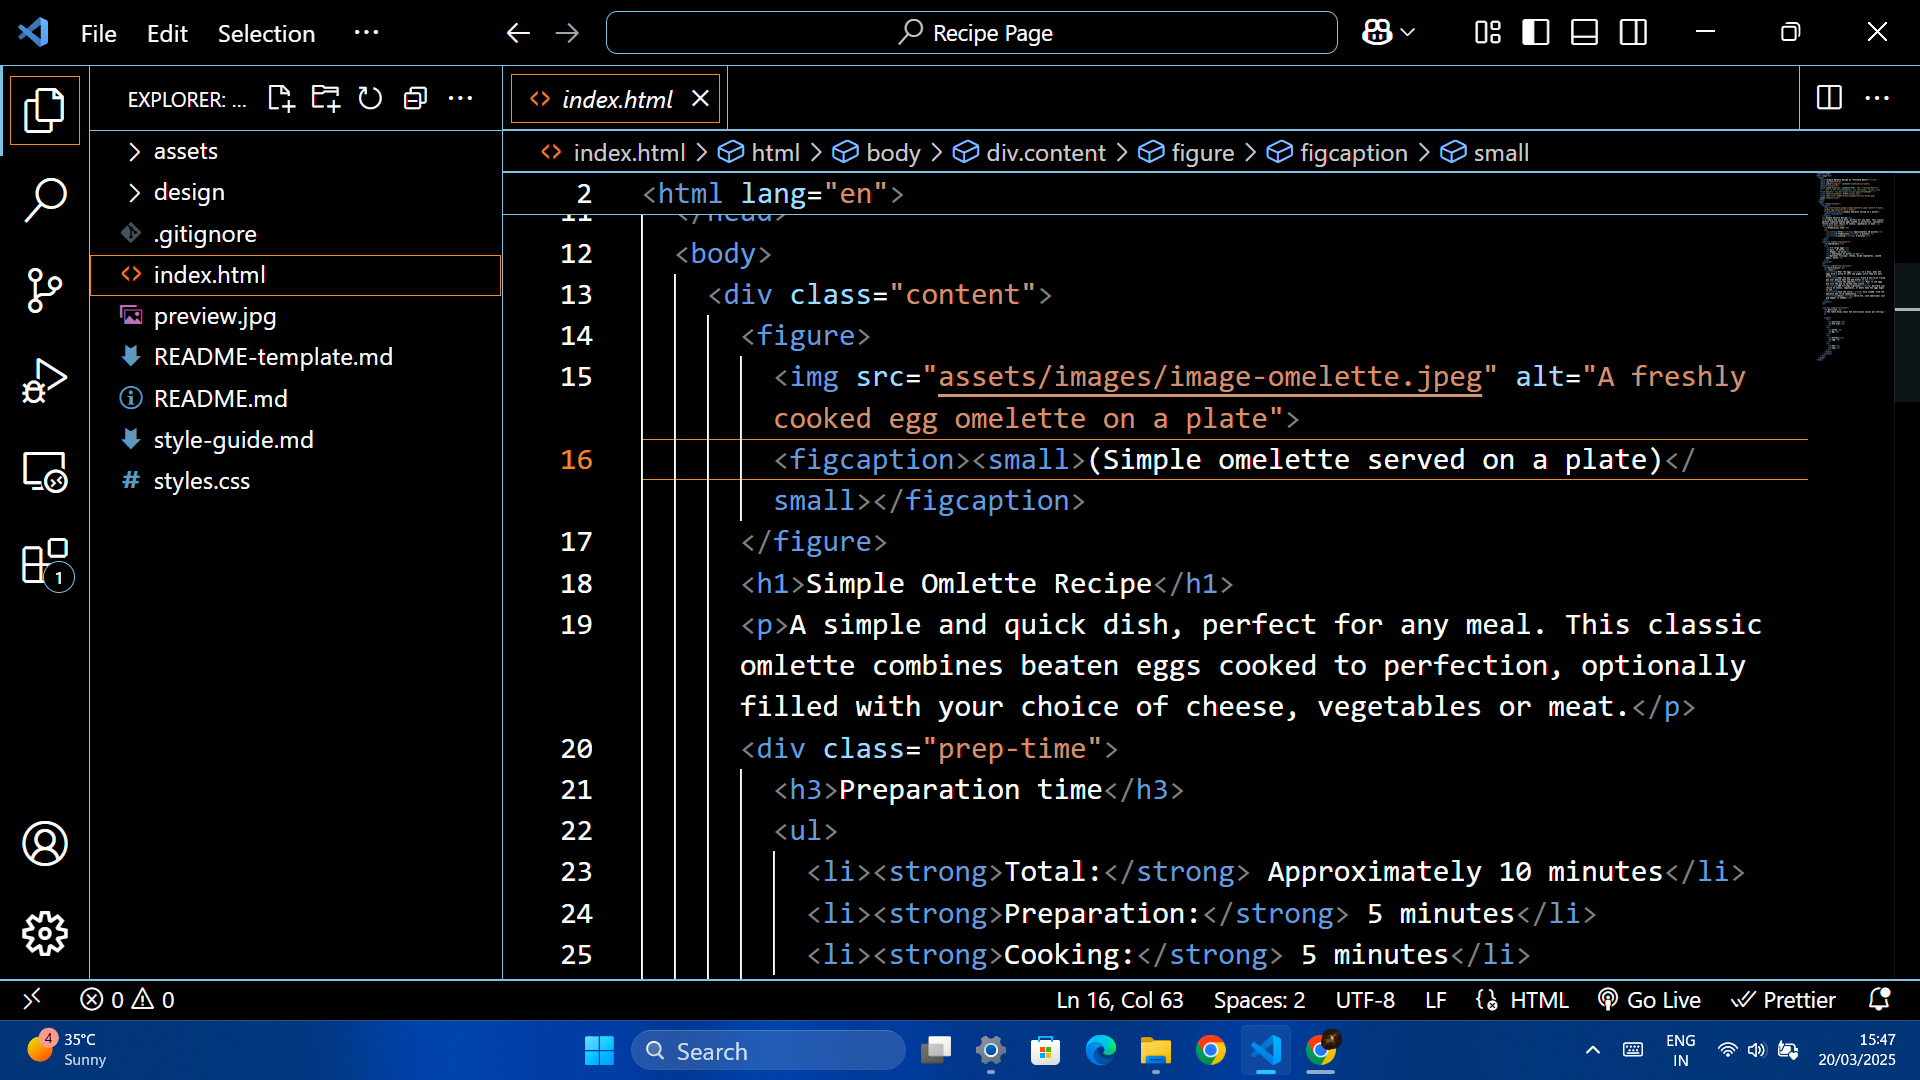 File Edit Selection ···
Recipe Page
EXPLORER: ...
index.html
assets
design
.gitignore
index.html
preview.jpg
README-template.md
README.md
style-guide.md
styles.css
index.html > html > body > div.content > figure > figcaption > small
2 <html lang="en">
11 </head>
12 <body>
13 <div class="content">
14 <figure>
15 <img src="assets/images/image-omelette.jpeg" alt="A freshly
cooked egg omelette on a plate">
16 <figcaption><small>(Simple omelette served on a plate)</
small></figcaption>
17 </figure>
18 <h1>Simple Omlette Recipe</h1>
19 <p>A simple and quick dish, perfect for any meal. This classic
omlette combines beaten eggs cooked to perfection, optionally
filled with your choice of cheese, vegetables or meat.</p>
20 <div class="prep-time">
21 <h3>Preparation time</h3>
22 <ul>
23 <li><strong>Total:</strong> Approximately 10 minutes</li>
24 <li><strong>Preparation:</strong> 5 minutes</li>
25 <li><strong>Cooking:</strong> 5 minutes</li>
1
0 0
Ln 16, Col 63 Spaces: 2 UTF-8 LF HTML Go Live Prettier
4
35°C
Sunny
Search
ENG
IN
15:47
20/03/2025